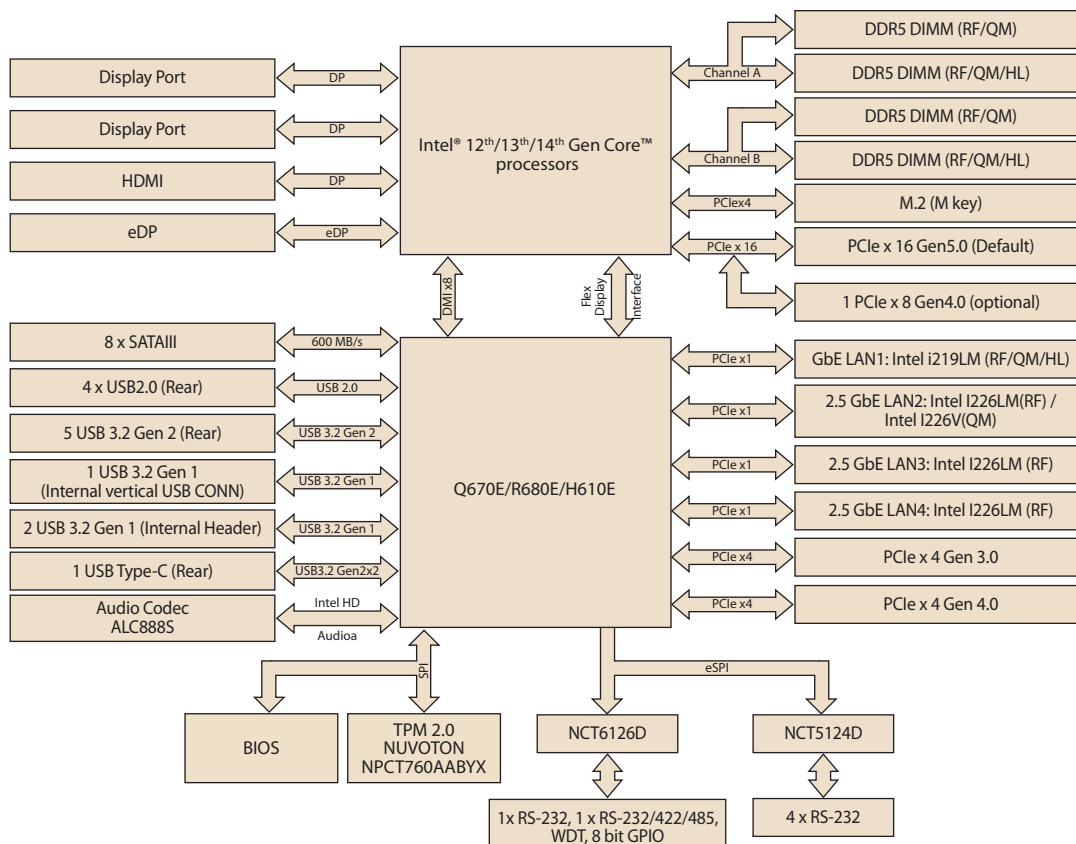 DDR5 DIMM (RF/QM)
Display Port
DP
Channel A
DDR5 DIMM (RF/QM/HL)
DDR5 DIMM (RF/QM)
Display Port
DP
Intel® 12th/13th/14th Gen Core™
processors
Channel B
DDR5 DIMM (RF/QM/HL)
HDMI
DP
PCIex4
M.2 (M key)
eDP
eDP
PCIe x 16
PCIe x 16 Gen5.0 (Default)
DMI x8
Flex
Display
Interface
1 PCIe x 8 Gen4.0 (optional)
8 x SATAIII
600 MB/s
PCIe x1
GbE LAN1: Intel i219LM (RF/QM/HL)
4 x USB2.0 (Rear)
USB 2.0
PCIe x1
2.5 GbE LAN2: Intel I226LM(RF) /
Intel I226V(QM)
5 USB 3.2 Gen 2 (Rear)
USB 3.2 Gen 2
1 USB 3.2 Gen 1
(Internal vertical USB CONN)
USB 3.2 Gen 1
Q670E/R680E/H610E
PCIe x1
2.5 GbE LAN3: Intel I226LM (RF)
2 USB 3.2 Gen 1 (Internal Header)
USB 3.2 Gen 1
PCIe x1
2.5 GbE LAN4: Intel I226LM (RF)
1 USB Type-C (Rear)
USB3.2 Gen2x2
PCIe x4
PCIe x 4 Gen 3.0
Audio Codec
ALC888S
Intel HD
Audioa
PCIe x4
PCIe x 4 Gen 4.0
SPI
eSPI
BIOS
TPM 2.0
NUVOTON
NPCT760AABYX
NCT6126D
NCT5124D
1x RS-232, 1 x RS-232/422/485,
WDT, 8 bit GPIO
4 x RS-232